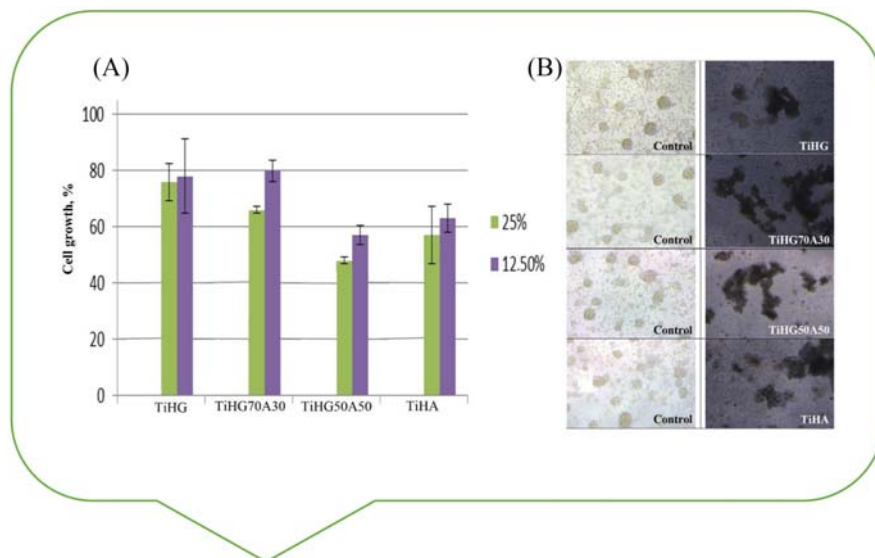 (A)
(B)
100
80
60
40
20
0
Cell growth, %
TiHG
TiHG70A30
TiHG50A50
TiHA
25%
12.50%
Control
TiHG
Control
TiHG70A30
Control
TiHG50A50
Control
TiHA